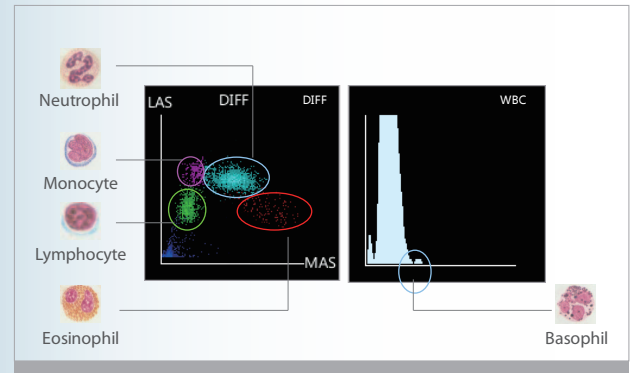 Neutrophil
Monocyte
Lymphocyte
Eosinophil
LAS DIFF DIFF
MAS
WBC
Basophil